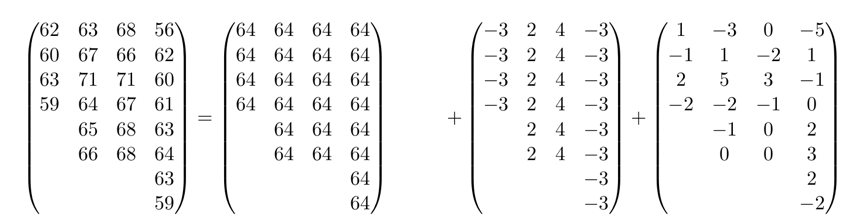 62 63 68 56 64 64 64 64 -3 2 4 -3 1 -3 0 -5
60 67 66 62 64 64 64 64 -3 2 4 -3 -1 1 -2 1
63 71 71 60 64 64 64 64 -3 2 4 -3 2 5 3 -1
59 64 67 61 64 64 64 64 -3 2 4 -3 -2 -2 -1 0
= + +
65 68 63 64 64 64 2 4 -3 -1 0 2
66 68 64 64 64 64 2 4 -3 0 0 3
63 64 -3 2
59 64 -3 -2